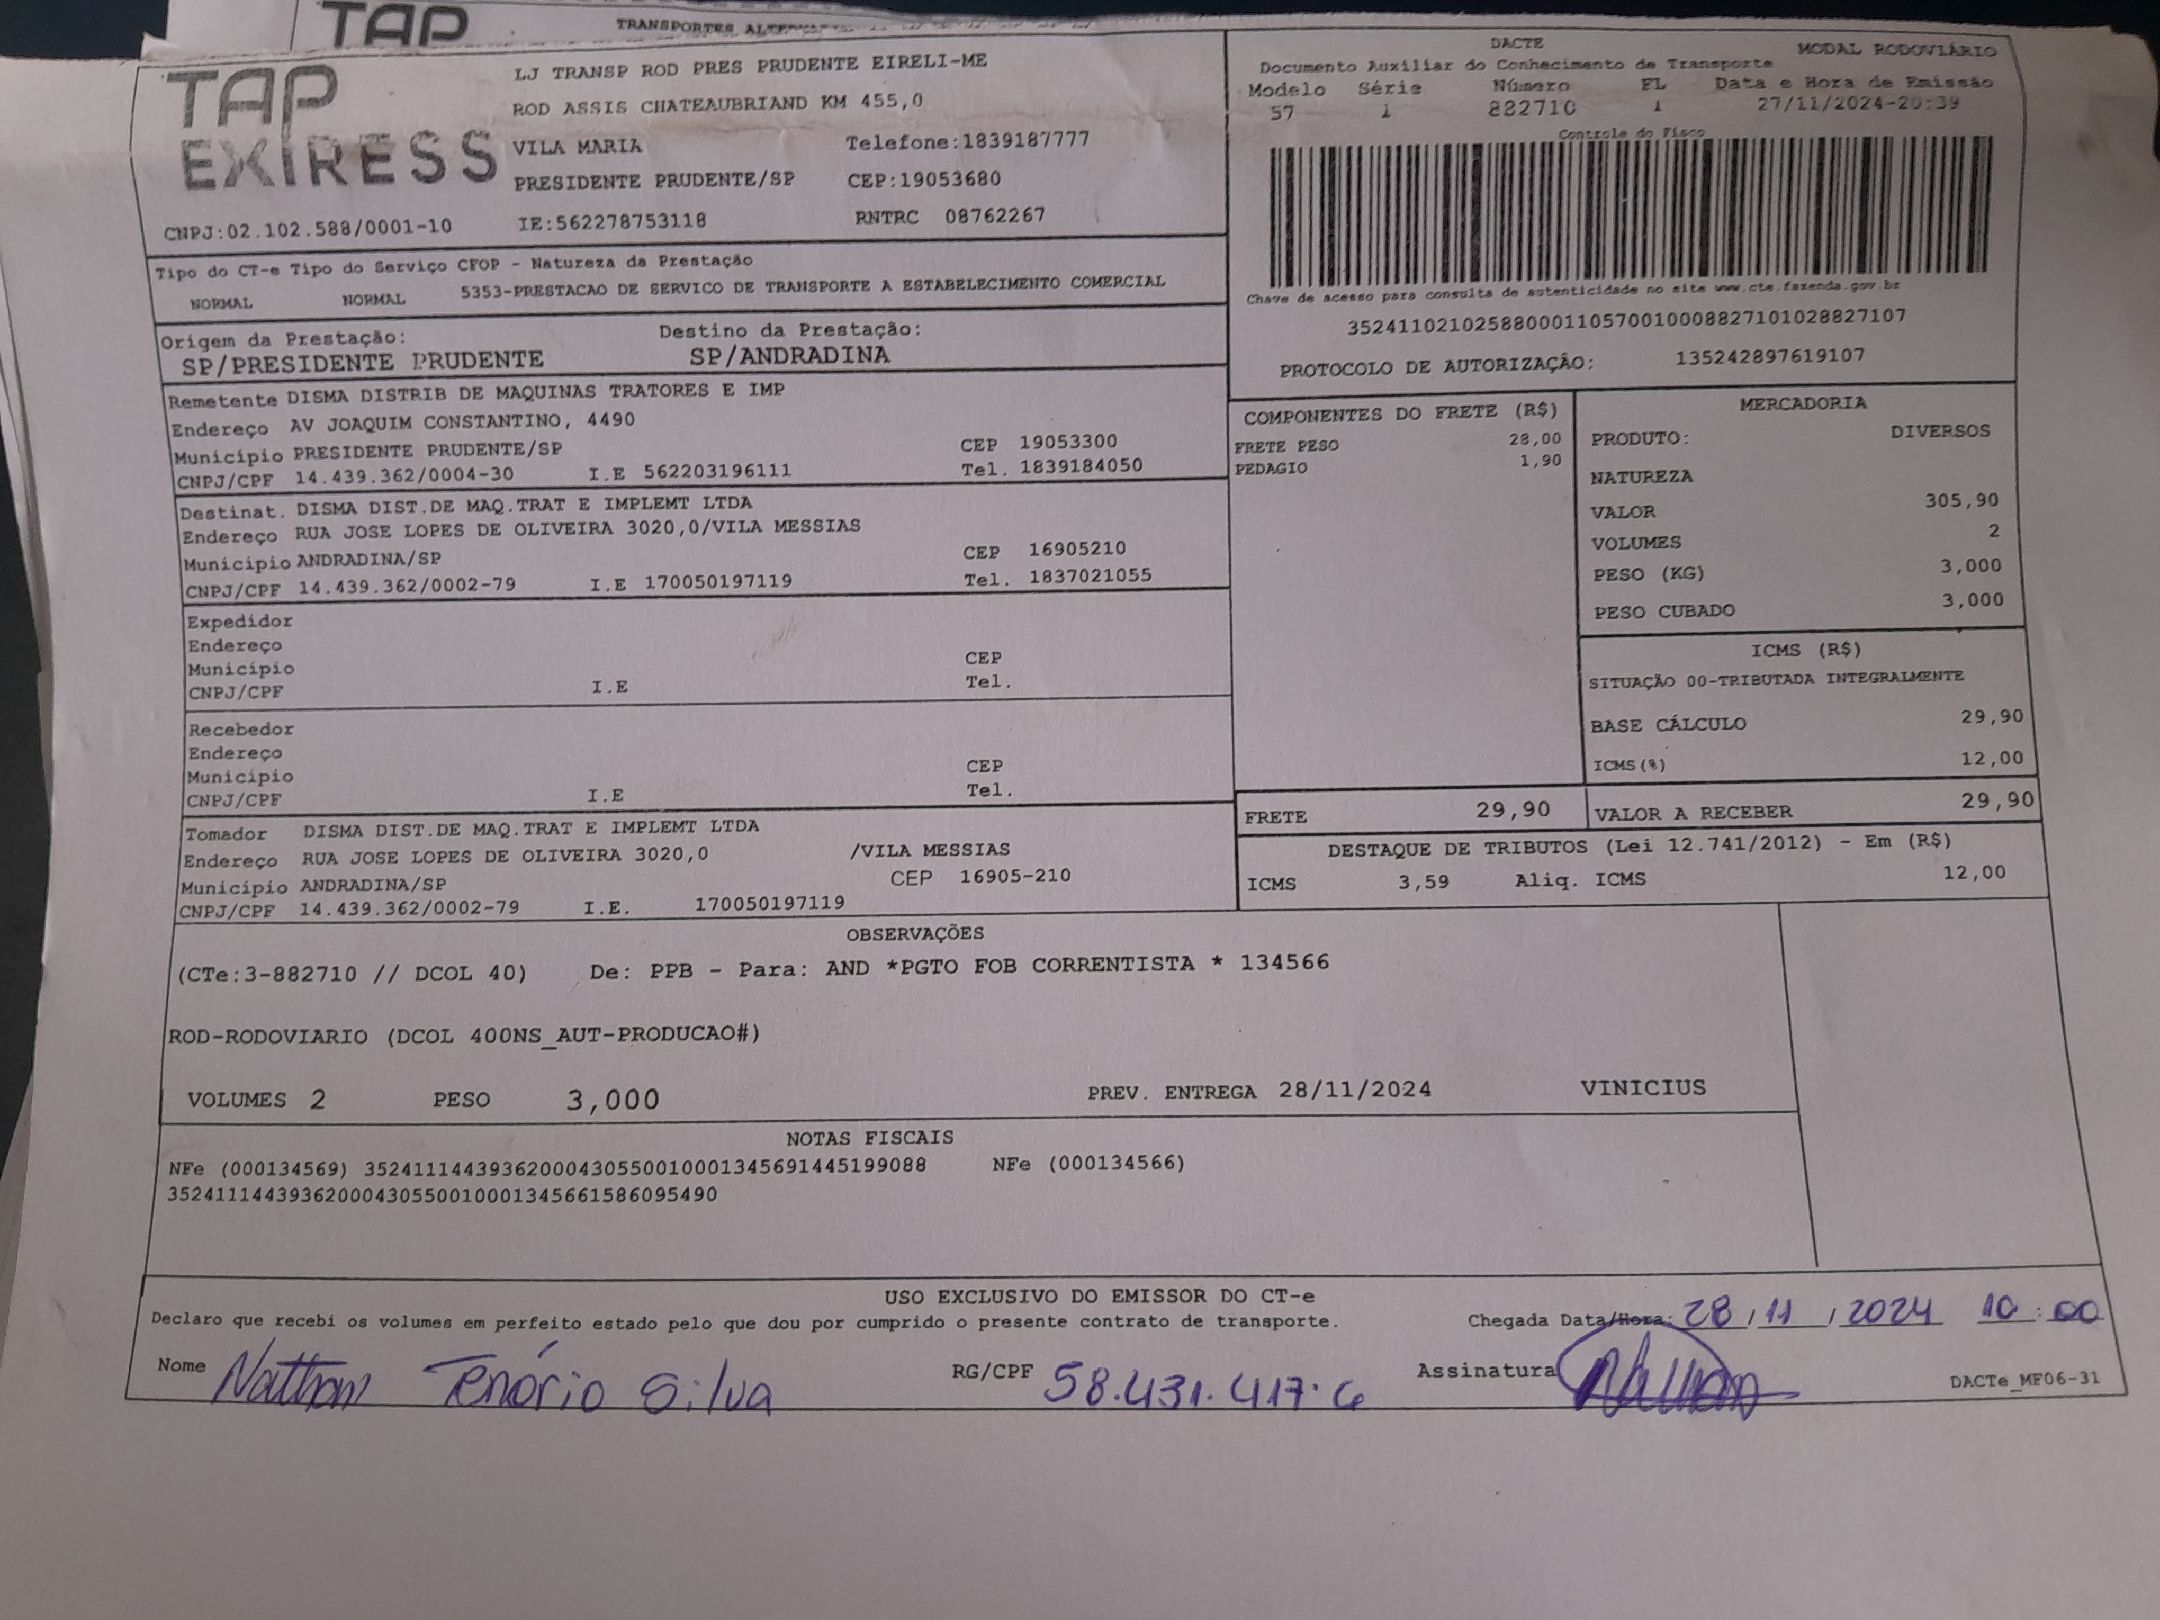 TAP
TRANSPORTES
TAP
EXPRESS
LJ TRANSP ROD PRES PRUDENTE EIRELI-ME
ROD ASSIS CHATEAUBRIAND KM 455,0
VILA MARIA Telefone:1839187777
PRESIDENTE PRUDENTE/SP CEP:19053680
CNPJ:02.102.588/0001-10 IE:562278753118 RNTRC 08762267
DACTE MODAL RODOVIÁRIO
Documento Auxiliar do Conhecimento de Transporte
Modelo Série Número FL Data e Hora de Emissão
57 1 882710 1 27/11/2024-20:39
Controle do Fisco
Chave de acesso para consulta de autenticidade no site www.cte.fazenda.gov.br
35241102102588000110570010008827101028827107
PROTOCOLO DE AUTORIZAÇÃO: 135242897619107
Tipo do CT-e Tipo do Serviço CFOP - Natureza da Prestação
NORMAL NORMAL 5353-PRESTACAO DE SERVICO DE TRANSPORTE A ESTABELECIMENTO COMERCIAL
Origem da Prestação: Destino da Prestação:
SP/PRESIDENTE PRUDENTE SP/ANDRADINA
Remetente DISMA DISTRIB DE MAQUINAS TRATORES E IMP
Endereço AV JOAQUIM CONSTANTINO, 4490
Município PRESIDENTE PRUDENTE/SP CEP 19053300
CNPJ/CPF 14.439.362/0004-30 I.E 562203196111 Tel. 1839184050
Destinat. DISMA DIST.DE MAQ.TRAT E IMPLEMT LTDA
Endereço RUA JOSE LOPES DE OLIVEIRA 3020,0/VILA MESSIAS
Município ANDRADINA/SP CEP 16905210
CNPJ/CPF 14.439.362/0002-79 I.E 170050197119 Tel. 1837021055
Expedidor
Endereço
Município CEP
CNPJ/CPF I.E Tel.
Recebedor
Endereço
Município CEP
CNPJ/CPF I.E Tel.
Tomador DISMA DIST.DE MAQ.TRAT E IMPLEMT LTDA
Endereço RUA JOSE LOPES DE OLIVEIRA 3020,0 /VILA MESSIAS
Município ANDRADINA/SP CEP 16905-210
CNPJ/CPF 14.439.362/0002-79 I.E. 170050197119
COMPONENTES DO FRETE (R$)
FRETE PESO 28,00
PEDAGIO 1,90
MERCADORIA
PRODUTO: DIVERSOS
NATUREZA
VALOR 305,90
VOLUMES 2
PESO (KG) 3,000
PESO CUBADO 3,000
ICMS (R$)
SITUAÇÃO 00-TRIBUTADA INTEGRALMENTE
BASE CÁLCULO 29,90
ICMS(%) 12,00
FRETE 29,90 VALOR A RECEBER 29,90
DESTAQUE DE TRIBUTOS (Lei 12.741/2012) - Em (R$)
ICMS 3,59 Aliq. ICMS 12,00
OBSERVAÇÕES
(CTe:3-882710 // DCOL 40) De: PPB - Para: AND *PGTO FOB CORRENTISTA * 134566
ROD-RODOVIARIO (DCOL 400NS_AUT-PRODUCAO#)
VOLUMES 2 PESO 3,000 PREV. ENTREGA 28/11/2024 VINICIUS
NOTAS FISCAIS
NFe (000134569) 35241114439362000430550010001345691445199088 NFe (000134566)
35241114439362000430550010001345661586095490
USO EXCLUSIVO DO EMISSOR DO CT-e
Declaro que recebi os volumes em perfeito estado pelo que dou por cumprido o presente contrato de transporte. Chegada Data/Hora: 28/11/2024 10:00
Nome Nathan Tenório Silva RG/CPF 58.431.417.6 Assinatura Nathan DACTe_MF06-31